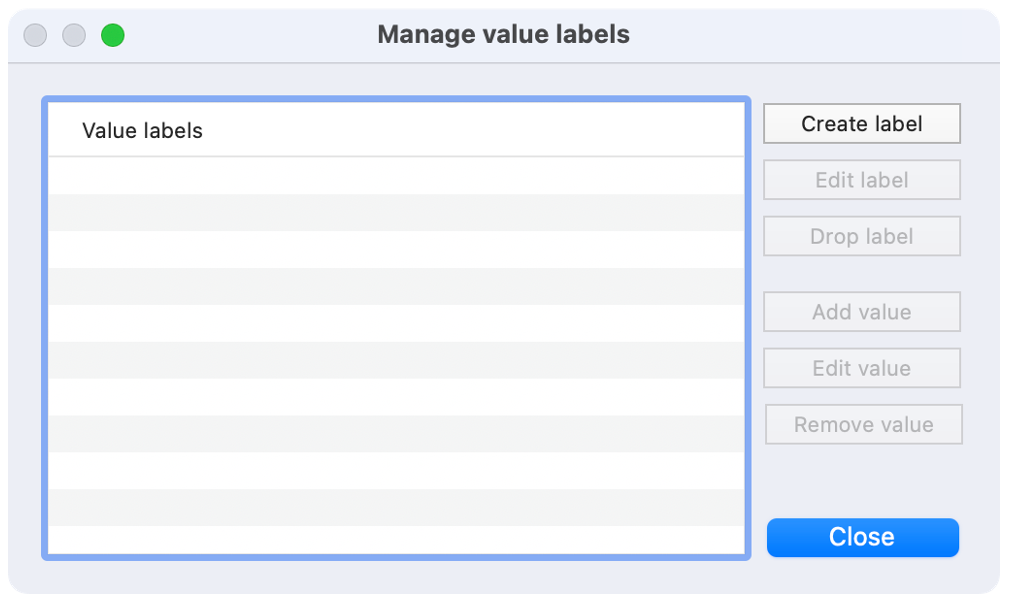 Manage value labels
Value labels
Create label
Edit label
Drop label
Add value
Edit value
Remove value
Close